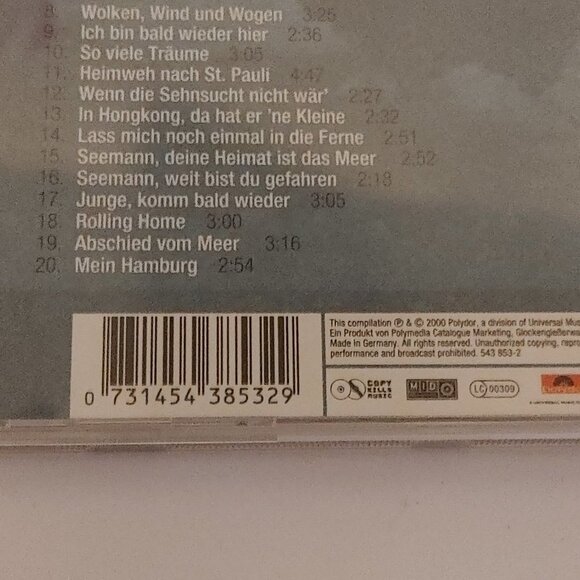 8. Wolken, Wind und Wogen 3:25
9. Ich bin bald wieder hier 2:36
10. So viele Träume 3:05
11. Heimweh nach St. Pauli 4:47
12. Wenn die Sehnsucht nicht wär' 2:27
13. In Hongkong, da hat er 'ne Kleine 2:32
14. Lass mich noch einmal in die Ferne 2:51
15. Seemann, deine Heimat ist das Meer 2:52
16. Seemann, weit bist du gefahren 2:18
17. Junge, komm bald wieder 3:05
18. Rolling Home 3:00
19. Abschied vom Meer 3:16
20. Mein Hamburg 2:54
This compilation Ⓟ & © 2000 Polydor, a division of Universal
Ein Produkt von Polymedia Catalogue Marketing,
Made in Germany. All rights reserved. Unauthorized copying,
performance and broadcast prohibited. 543 853-2
0 731454 385329
COPY
KILLS
MUSIC
MID
LC 00309